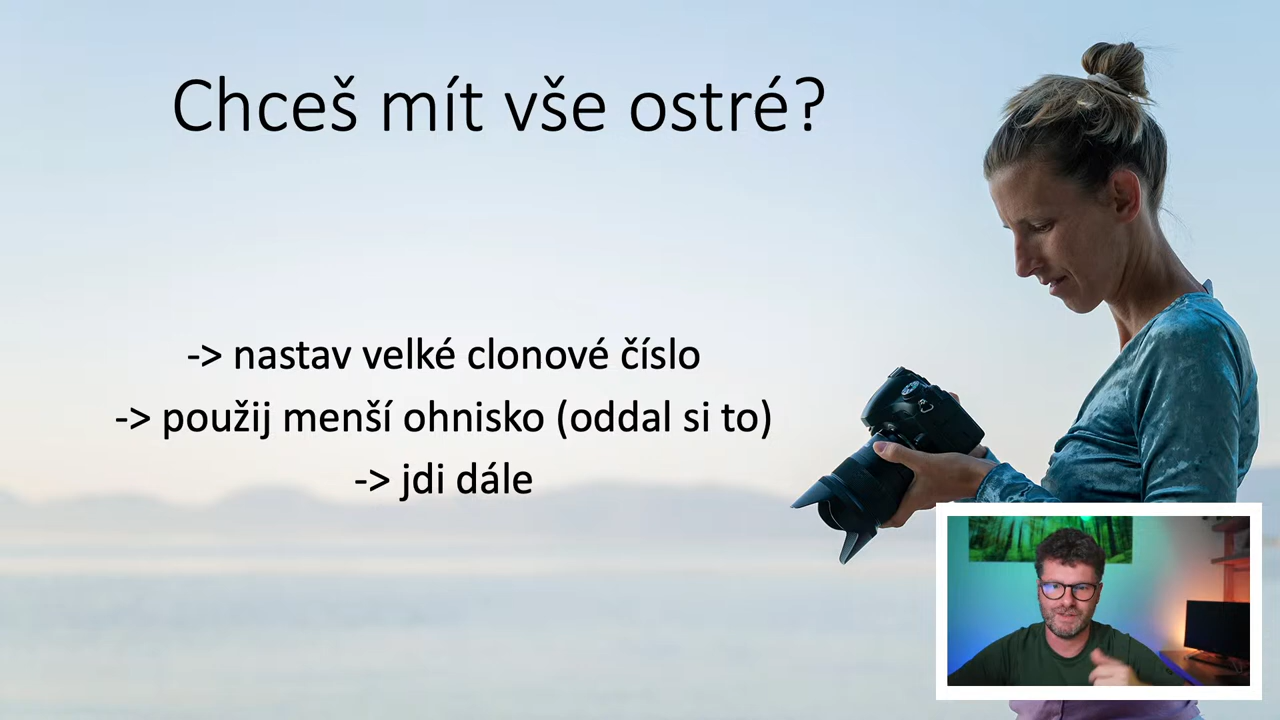 Chceš mít vše ostré?
-> nastav velké clonové číslo
-> použij menší ohnisko (oddal si to)
-> jdi dále